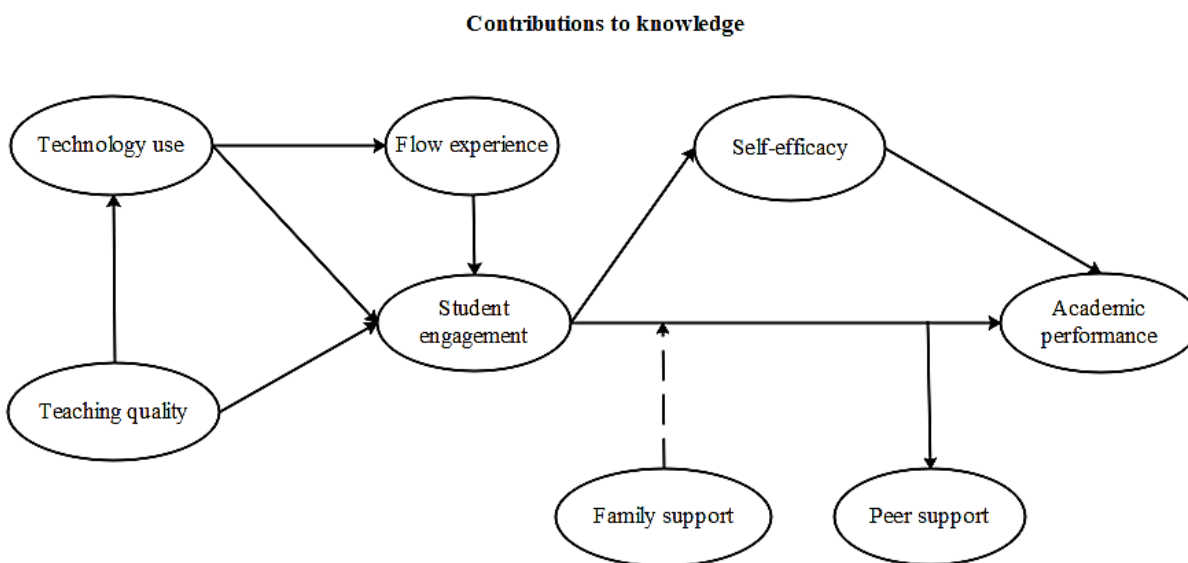 Contributions to knowledge
Technology use
Flow experience
Self-efficacy
Student
engagement
Academic
performance
Teaching quality
Family support
Peer support